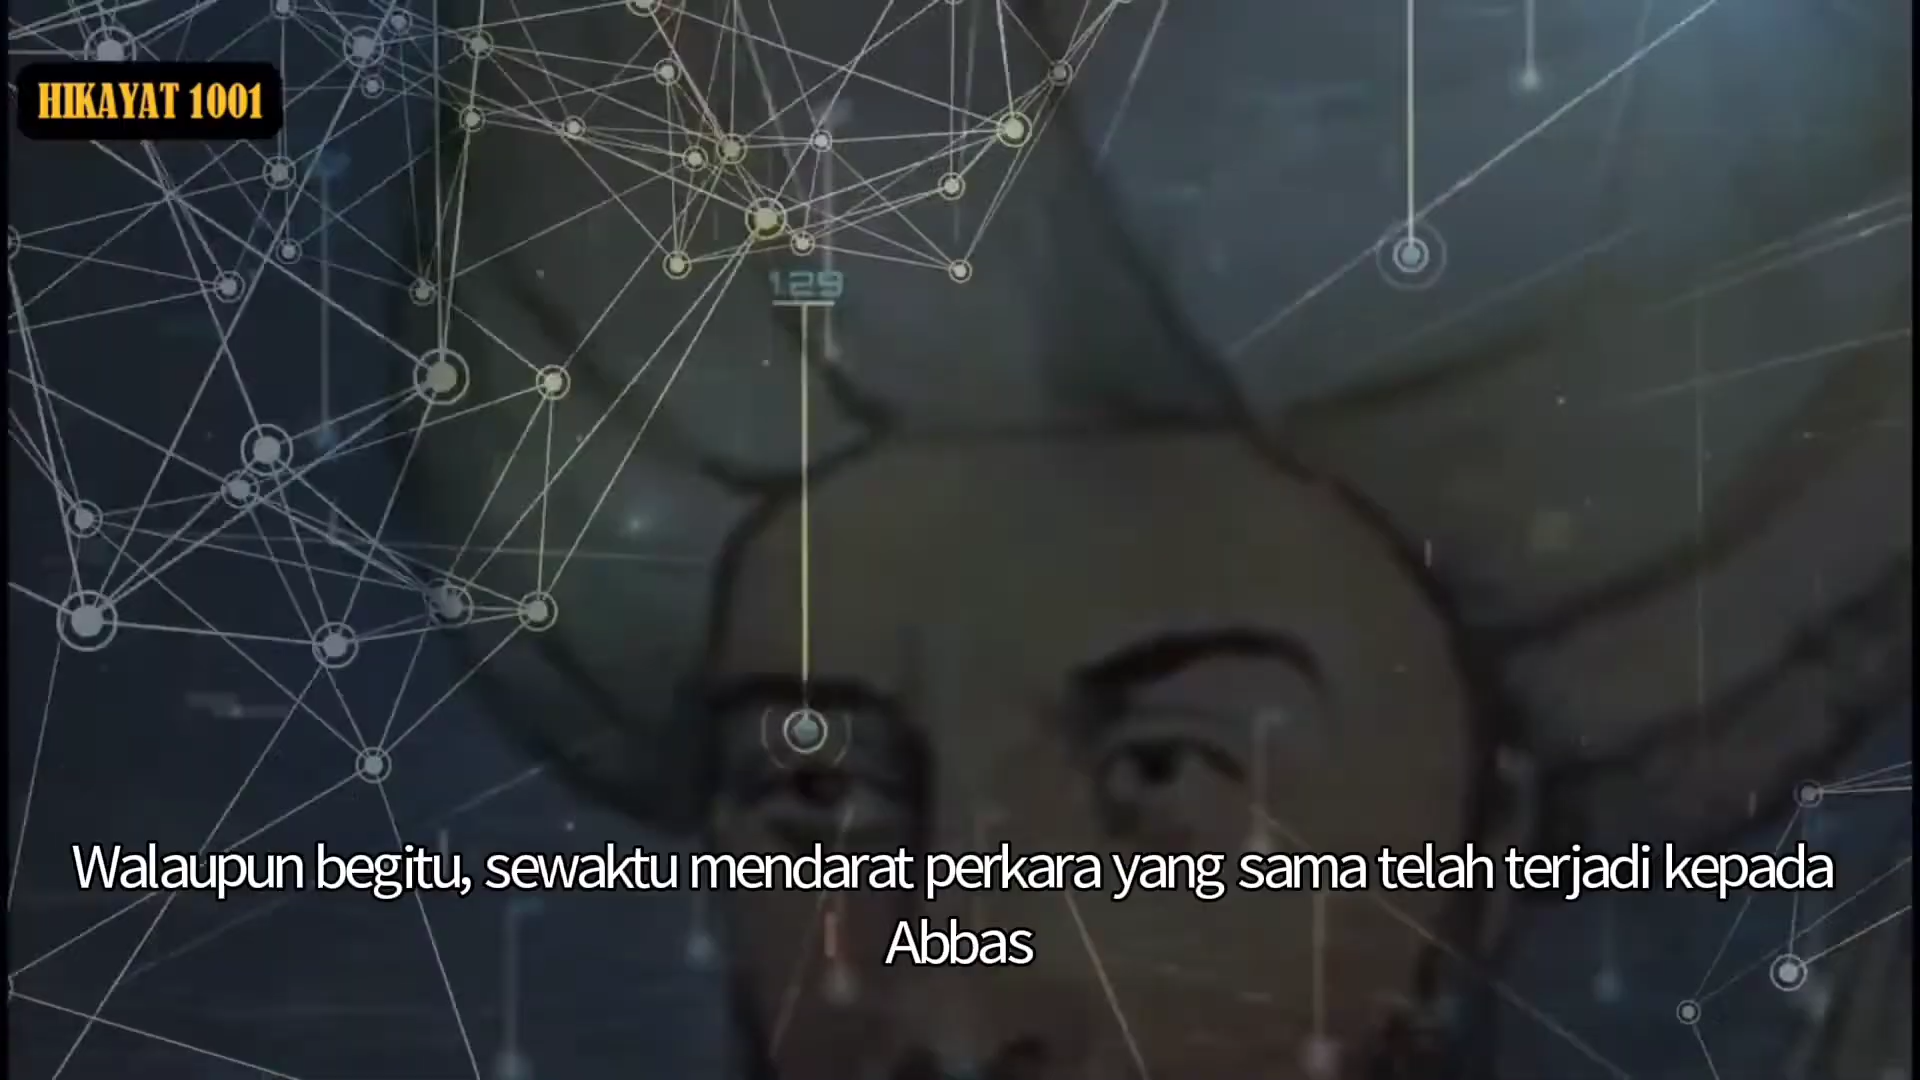 HIKAYAT 1001
129
Walaupun begitu, sewaktu mendarat perkara yang sama telah terjadi kepada
Abbas